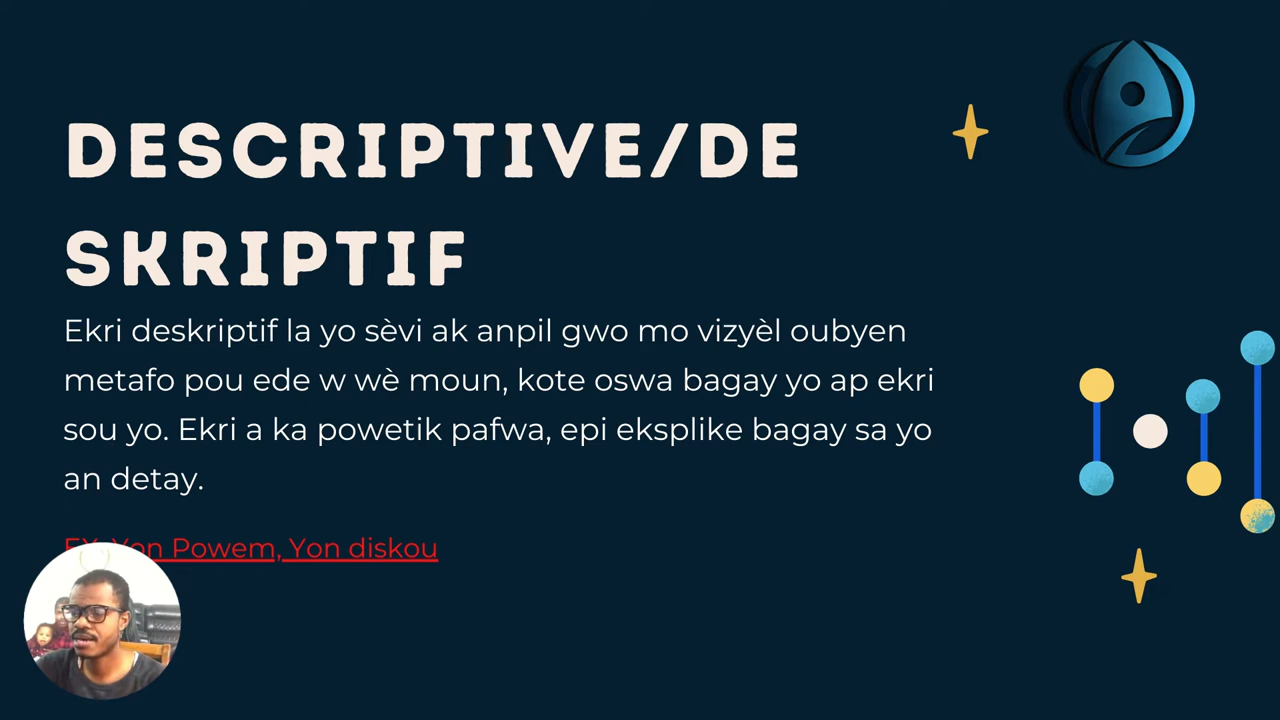 DESCRIPTIVE/DE
SKRIPTIF
Ekri deskriptif la yo sèvi ak anpil gwo mo vizyèl oubyen
metafo pou ede w wè moun, kote oswa bagay yo ap ekri
sou yo. Ekri a ka powetik pafwa, epi eksplike bagay sa yo
an detay.
EX: Yon Powem, Yon diskou